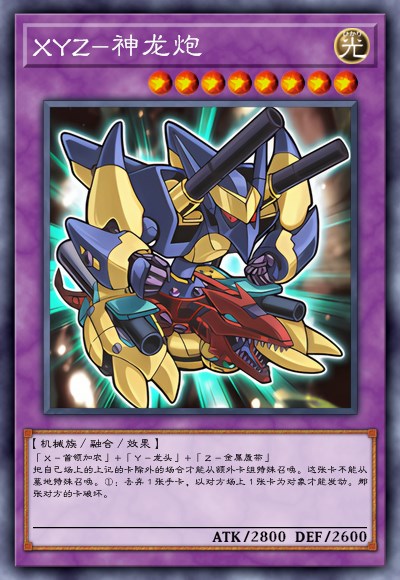 XYZ-神龙炮
ひかり
光
【机械族／融合／效果】
「X-首领加农」+「Y-龙头」+「Z-金属履带」
把自己场上的上记的卡除外的场合才能从额外卡组特殊召唤。这张卡不能从
墓地特殊召唤。①：丢弃1张手卡，以对方场上1张卡为对象才能发动。那
张对方的卡破坏。
ATK/2800 DEF/2600